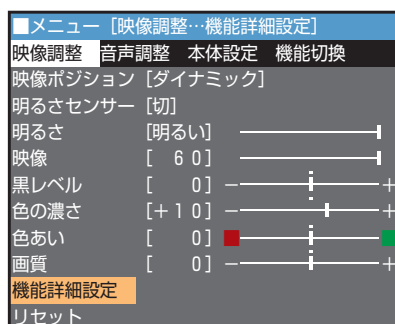 ■メニュー [映像調整…機能詳細設定]
映像調整 音声調整 本体設定 機能切換
映像ポジション [ダイナミック]
明るさセンサー [切]
明るさ [明るい]
映像 [ 60]
黒レベル [ 0] − +
色の濃さ [+10] − +
色あい [ 0]
画質 [ 0] − +
機能詳細設定
リセット